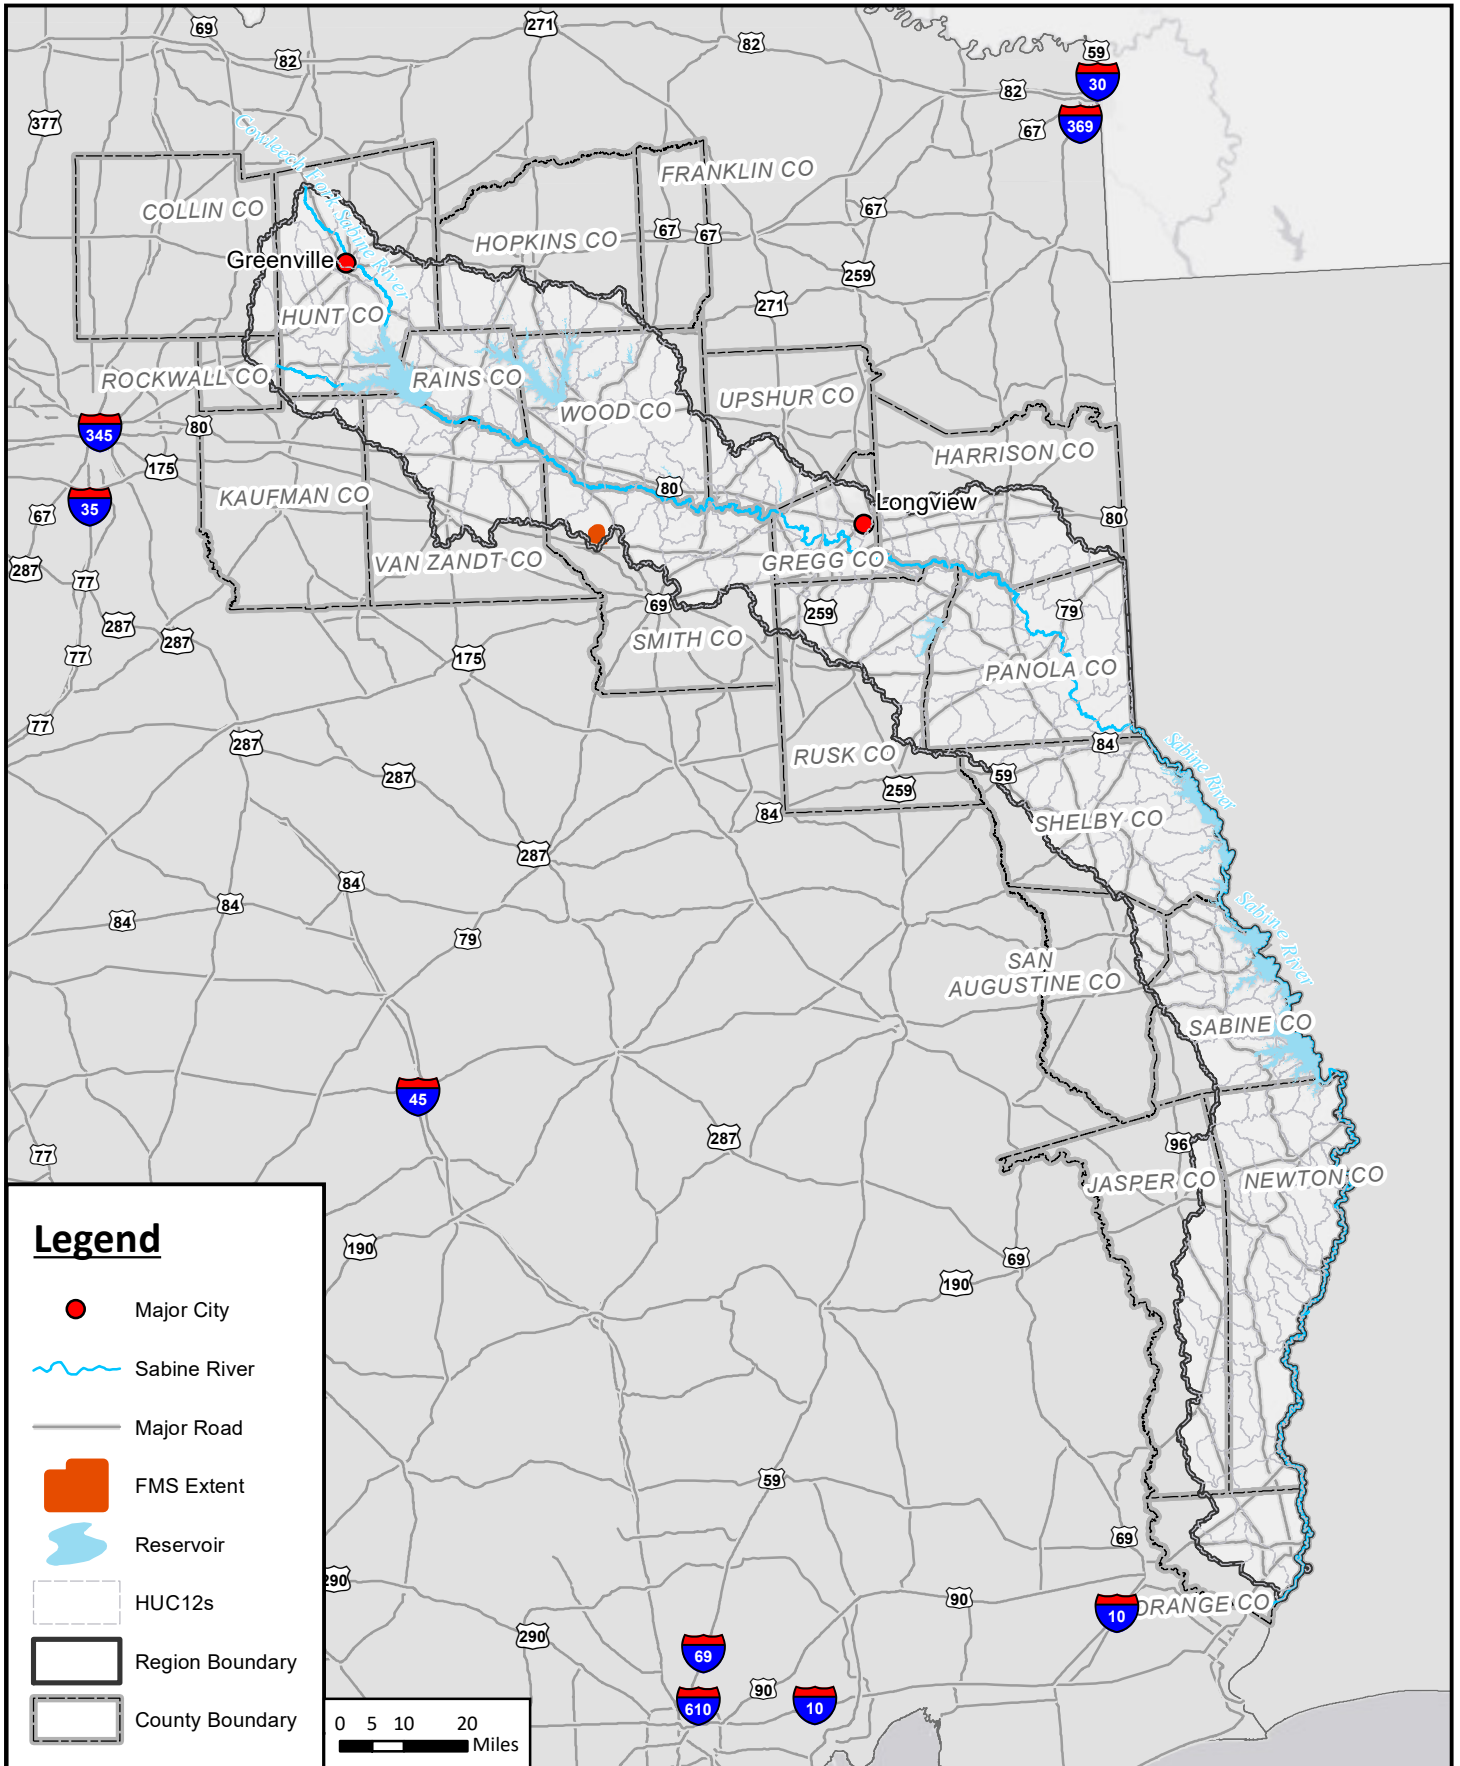 69
271
82
82
59
30
82
369
67
377
Cowleech Fork Sabine River
FRANKLIN CO
COLLIN CO
67
HOPKINS CO
67
67
Greenville
259
271
HUNT CO
ROCKWALL CO
RAINS CO
UPSHUR CO
WOOD CO
80
345
175
HARRISON CO
KAUFMAN CO
80
35
67
Longview
80
VAN ZANDT CO
GREGG CO
287
77
69
259
79
287
287
SMITH CO
77
175
PANOLA CO
77
287
84
Sabine River
RUSK CO
287
59
259
84
SHELBY CO
287
84
84
84
Sabine River
79
SAN
AUGUSTINE CO
SABINE CO
45
287
96
77
JASPER CO
NEWTON CO
190
69
190
59
69
290
90
10
ORANGE CO
290
69
90
610
10
Legend
Major City
Sabine River
Major Road
FMS Extent
Reservoir
HUC12s
Region Boundary
County Boundary
0 5 10 20
Miles